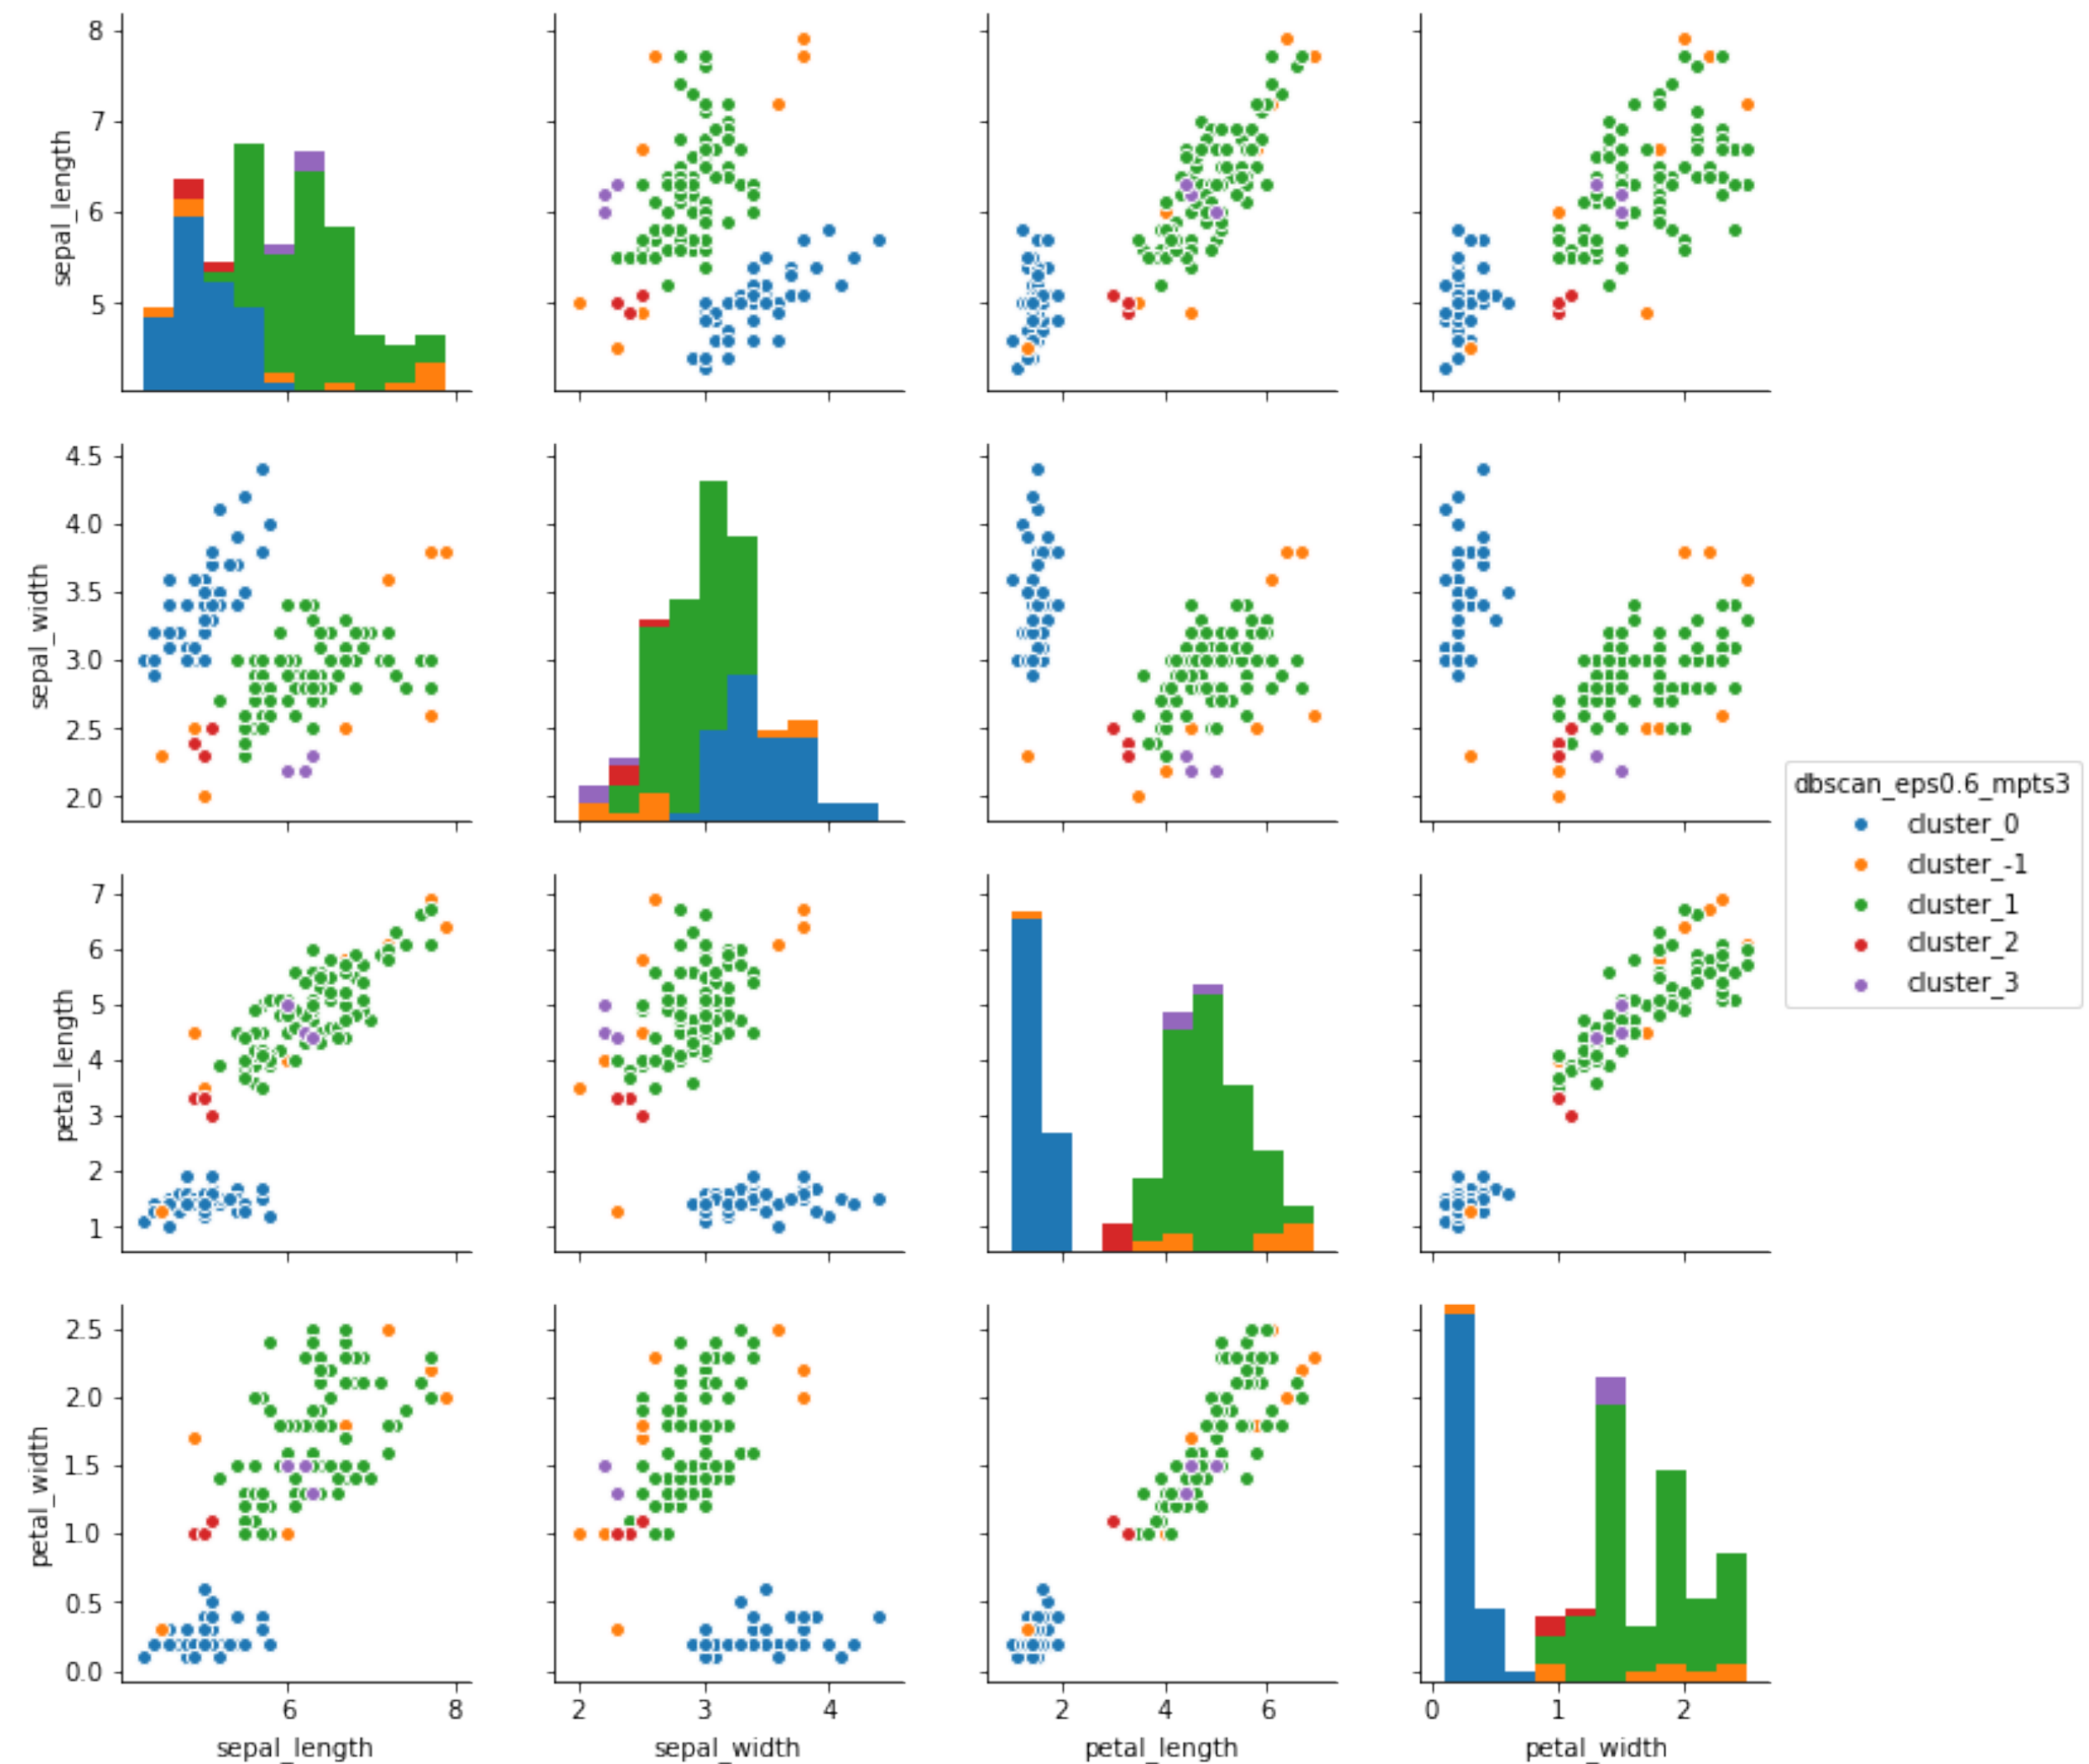 8
7
6
5
sepal_length
4.5
4.0
3.5
3.0
2.5
2.0
sepal_width
dbscan_eps0.6_mpts3
cluster_0
cluster_-1
cluster_1
cluster_2
cluster_3
7
6
5
4
3
2
1
petal_length
2.5
2.0
1.5
1.0
0.5
0.0
petal_width
6 8
2 3 4
2 4 6
0 1 2
sepal_length
sepal_width
petal_length
petal_width